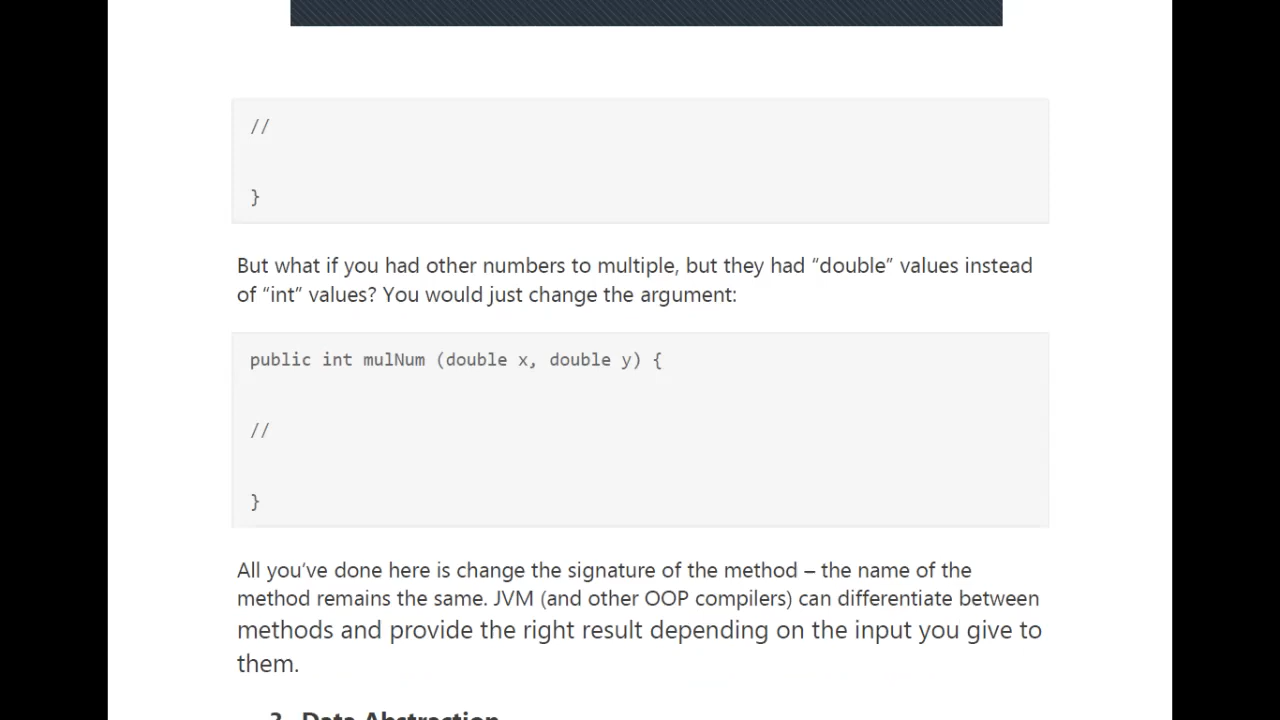 //
}
But what if you had other numbers to multiple, but they had “double” values instead
of “int” values? You would just change the argument:
public int mulNum (double x, double y) {
//
}
All you’ve done here is change the signature of the method – the name of the
method remains the same. JVM (and other OOP compilers) can differentiate between
methods and provide the right result depending on the input you give to
them.
3. Data Abstraction